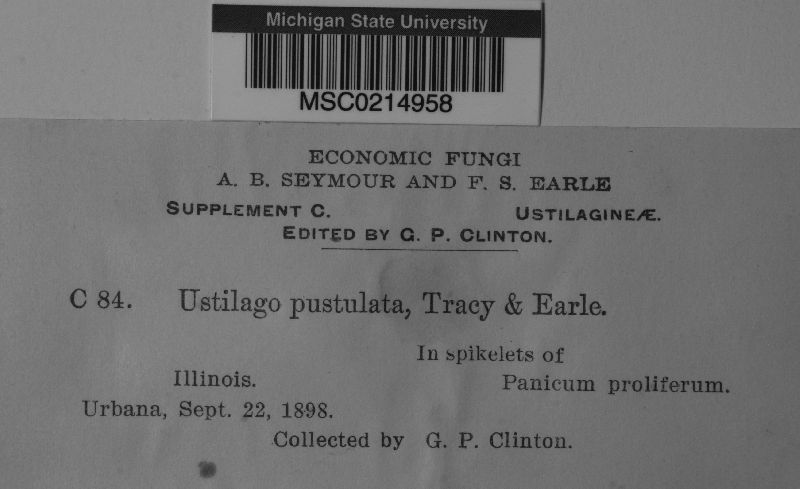 Michigan State University
MSC0214958
ECONOMIC FUNGI
A. B. SEYMOUR AND F. S. EARLE
SUPPLEMENT C. USTILAGINEÆ.
EDITED BY G. P. CLINTON.
C 84. Ustilago pustulata, Tracy & Earle.
In spikelets of
Illinois. Panicum proliferum.
Urbana, Sept. 22, 1898.
Collected by G. P. Clinton.